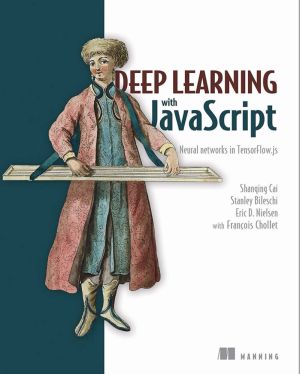 DEEP LEARNING
with
JavaScript
Neural networks in TensorFlow.js
Shanqing Cai
Stanley Bileschi
Eric D. Nielsen
with François Chollet
MANNING